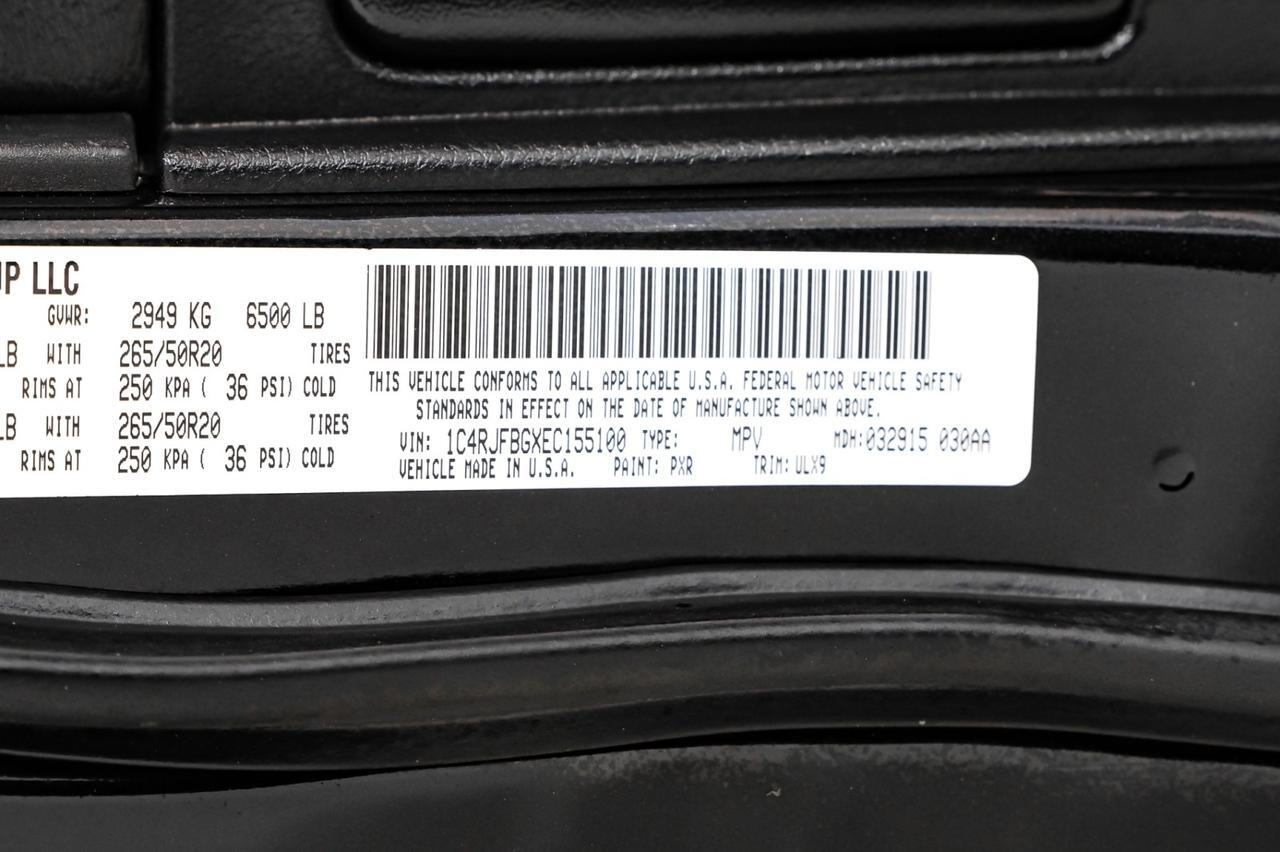 UP LLC
GVWR: 2949 KG 6500 LB
LB WITH 265/50R20 TIRES
RIMS AT 250 KPA ( 36 PSI) COLD
LB WITH 265/50R20 TIRES
RIMS AT 250 KPA ( 36 PSI) COLD
THIS VEHICLE CONFORMS TO ALL APPLICABLE U.S.A. FEDERAL MOTOR VEHICLE SAFETY
STANDARDS IN EFFECT ON THE DATE OF MANUFACTURE SHOWN ABOVE.
VIN: 1C4RJFBGXEC155100 TYPE: MPV MDH:032915 030AA
VEHICLE MADE IN U.S.A. PAINT: PXR TRIM: ULX9